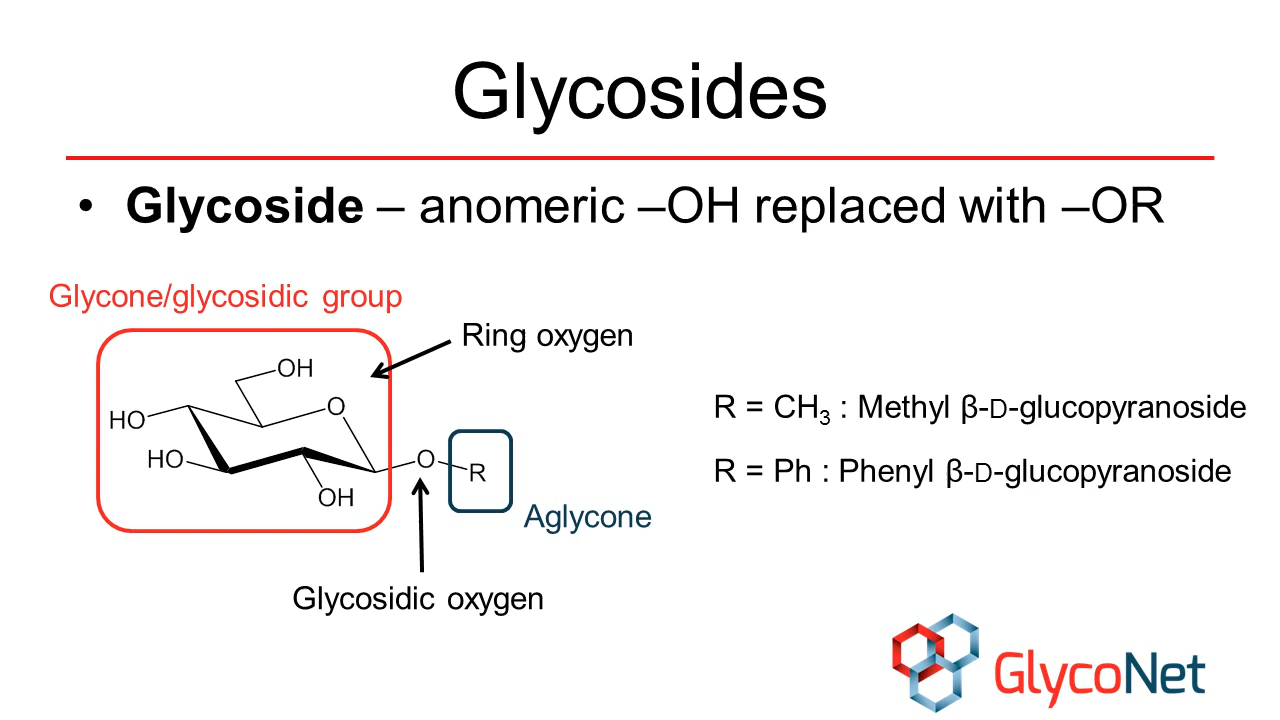 Glycosides
• Glycoside – anomeric –OH replaced with –OR
Glycone/glycosidic group
Ring oxygen
OH
O
HO
HO
O
R
OH
R = CH₃ : Methyl β-D-glucopyranoside
R = Ph : Phenyl β-D-glucopyranoside
Aglycone
Glycosidic oxygen
GlycoNet